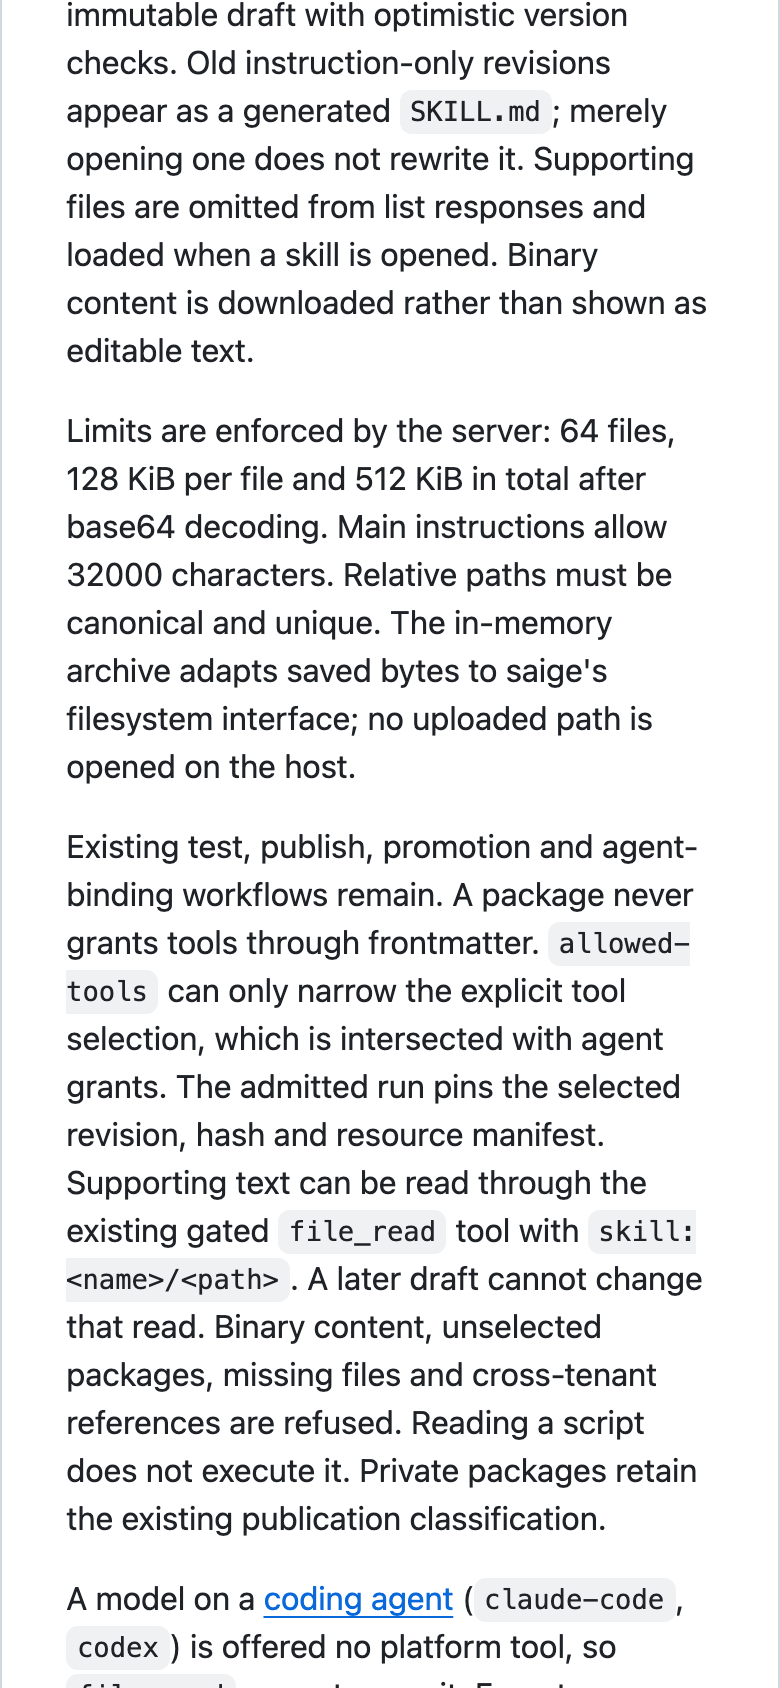 immutable draft with optimistic version
checks. Old instruction-only revisions
appear as a generated SKILL.md; merely
opening one does not rewrite it. Supporting
files are omitted from list responses and
loaded when a skill is opened. Binary
content is downloaded rather than shown as
editable text.
Limits are enforced by the server: 64 files,
128 KiB per file and 512 KiB in total after
base64 decoding. Main instructions allow
32000 characters. Relative paths must be
canonical and unique. The in-memory
archive adapts saved bytes to saige's
filesystem interface; no uploaded path is
opened on the host.
Existing test, publish, promotion and agent-
binding workflows remain. A package never
grants tools through frontmatter. allowed-
tools can only narrow the explicit tool
selection, which is intersected with agent
grants. The admitted run pins the selected
revision, hash and resource manifest.
Supporting text can be read through the
existing gated file_read tool with skill:
<name>/<path>. A later draft cannot change
that read. Binary content, unselected
packages, missing files and cross-tenant
references are refused. Reading a script
does not execute it. Private packages retain
the existing publication classification.
A model on a coding agent (claude-code,
codex) is offered no platform tool, so